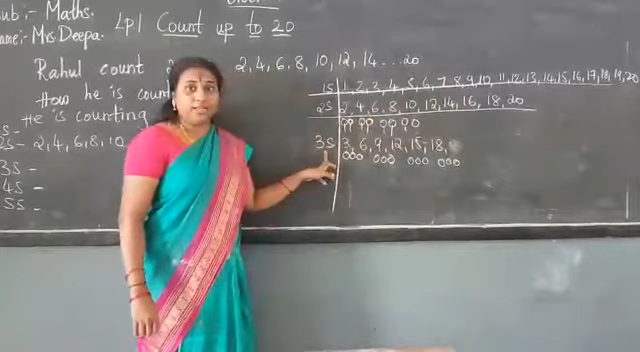 Sub:- Maths.
Name:- Mrs Deepa.
LP1 Count up to 20
Rahul count
2, 4, 6, 8, 10, 12, 14...20
How he is count
He is counting
2s - 2, 4, 6, 8, 10
3s -
4s -
5s -
1s 1, 2, 3, 4, 5, 6, 7, 8, 9, 10, 11, 12, 13, 14, 15, 16, 17, 18, 19, 20
2s 2, 4, 6, 8, 10, 12, 14, 16, 18, 20
3s 3, 6, 9, 12, 15, 18,